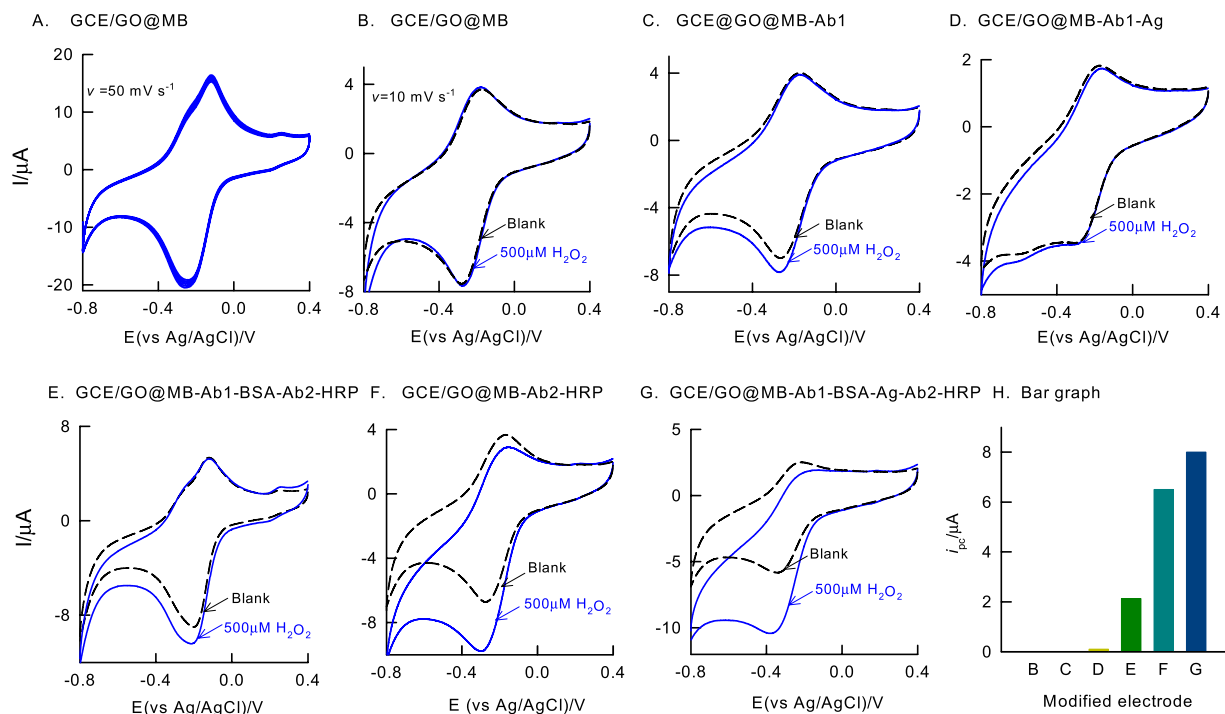 A. GCE/GO@MB
B. GCE/GO@MB
C. GCE@GO@MB-Ab1
D. GCE/GO@MB-Ab1-Ag
I/μA
20
10
0
-10
-20
v =50 mV s⁻¹
-0.8 -0.4 0.0 0.4
E(vs Ag/AgCl)/V
4
0
-4
-8
v=10 mV s⁻¹
Blank
500μM H₂O₂
-0.8 -0.4 0.0 0.4
E(vs Ag/AgCl)/V
4
0
-4
-8
Blank
500μM H₂O₂
-0.8 -0.4 0.0 0.4
E(vs Ag/AgCl)/V
2
0
-2
-4
Blank
500μM H₂O₂
-0.8 -0.4 0.0 0.4
E(vs Ag/AgCl)/V
E. GCE/GO@MB-Ab1-BSA-Ab2-HRP
F. GCE/GO@MB-Ab2-HRP
G. GCE/GO@MB-Ab1-BSA-Ag-Ab2-HRP
H. Bar graph
I/μA
8
0
-8
Blank
500μM H₂O₂
-0.8 -0.4 0.0 0.4
E(vs Ag/AgCl)/V
4
0
-4
-8
Blank
500μM H₂O₂
-0.8 -0.4 0.0 0.4
E (vs Ag/AgCl)/V
5
0
-5
-10
Blank
500μM H₂O₂
-0.8 -0.4 0.0 0.4
E(vs Ag/AgCl)/V
iₚc/μA
8
6
4
2
0
B C D E F G
Modified electrode